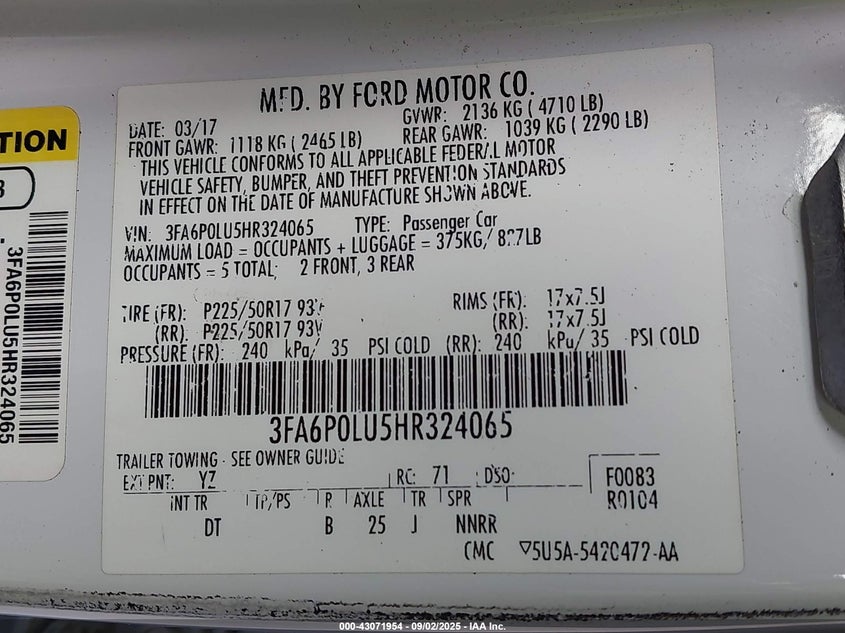 MFD. BY FORD MOTOR CO.
DATE: 03/17 GVWR: 2136 KG ( 4710 LB)
FRONT GAWR: 1118 KG ( 2465 LB) REAR GAWR: 1039 KG ( 2290 LB)
THIS VEHICLE CONFORMS TO ALL APPLICABLE FEDERAL MOTOR
VEHICLE SAFETY, BUMPER, AND THEFT PREVENTION STANDARDS
IN EFFECT ON THE DATE OF MANUFACTURE SHOWN ABOVE.
VIN: 3FA6P0LU5HR324065 TYPE: Passenger Car
MAXIMUM LOAD = OCCUPANTS + LUGGAGE = 375KG/ 827LB
OCCUPANTS = 5 TOTAL; 2 FRONT, 3 REAR
TIRE (FR): P225/50R17 93V RIMS (FR): 17x7.5J
(RR) P225/50R17 93V (RR): 17x7.5J
PRESSURE (FR): 240 kPa/ 35 PSI COLD (RR): 240 kPa/ 35 PSI COLD
3FA6P0LU5HR324065
TRAILER TOWING - SEE OWNER GUIDE
EXT PNT: YZ RC: 71 DSO: F0083
INT TR TP/PS R AXLE TR SPR R0104
DT B 25 J NNRR
CMC ▽5U5A-5420472-AA
TION
3
3FA6P0LU5HR324065
000-43071954 - 09/02/2025 - IAA Inc.